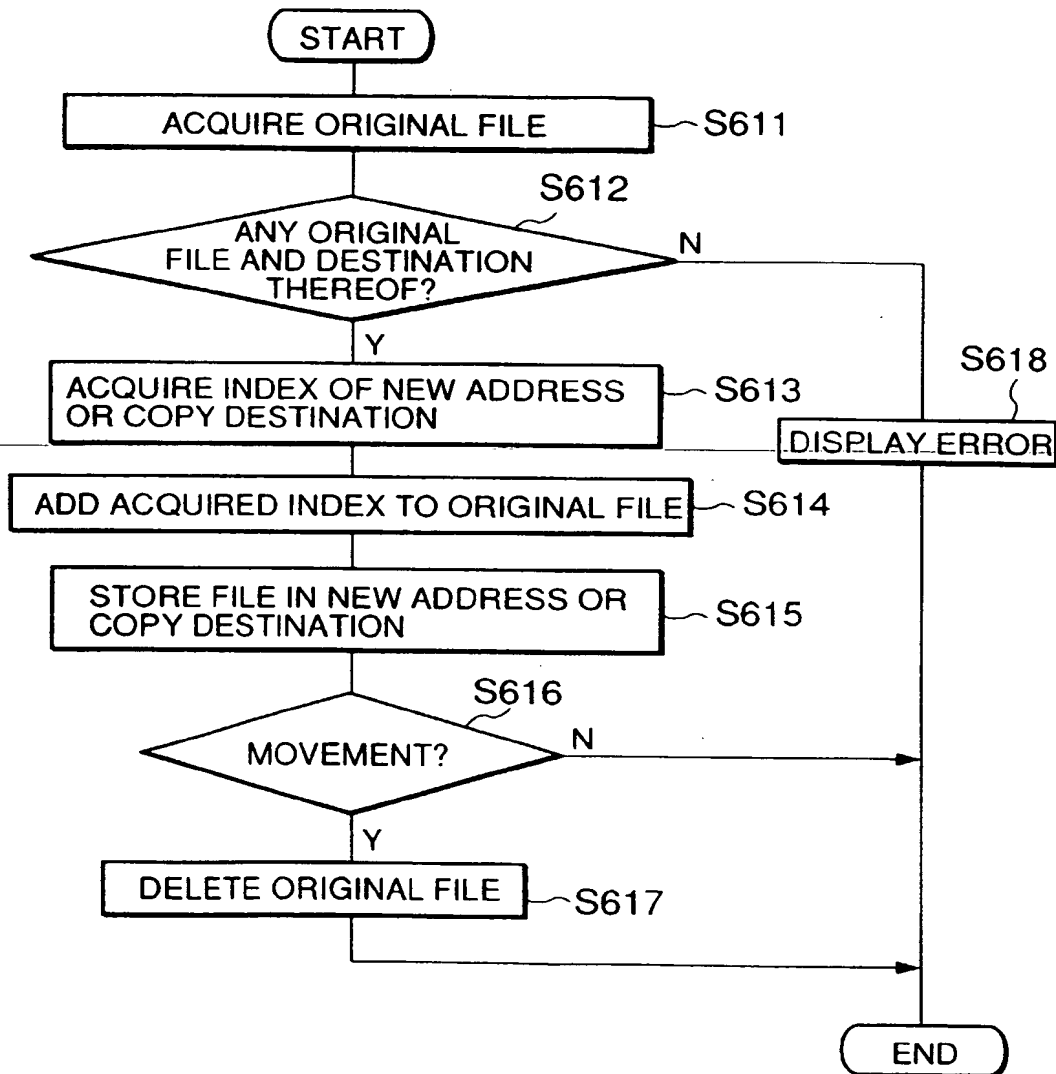 START
ACQUIRE ORIGINAL FILE
S611
S612
ANY ORIGINAL
FILE AND DESTINATION
THEREOF?
N
Y
ACQUIRE INDEX OF NEW ADDRESS
OR COPY DESTINATION
S613
S618
DISPLAY ERROR
ADD ACQUIRED INDEX TO ORIGINAL FILE
S614
STORE FILE IN NEW ADDRESS OR
COPY DESTINATION
S615
S616
MOVEMENT?
N
Y
DELETE ORIGINAL FILE
S617
END